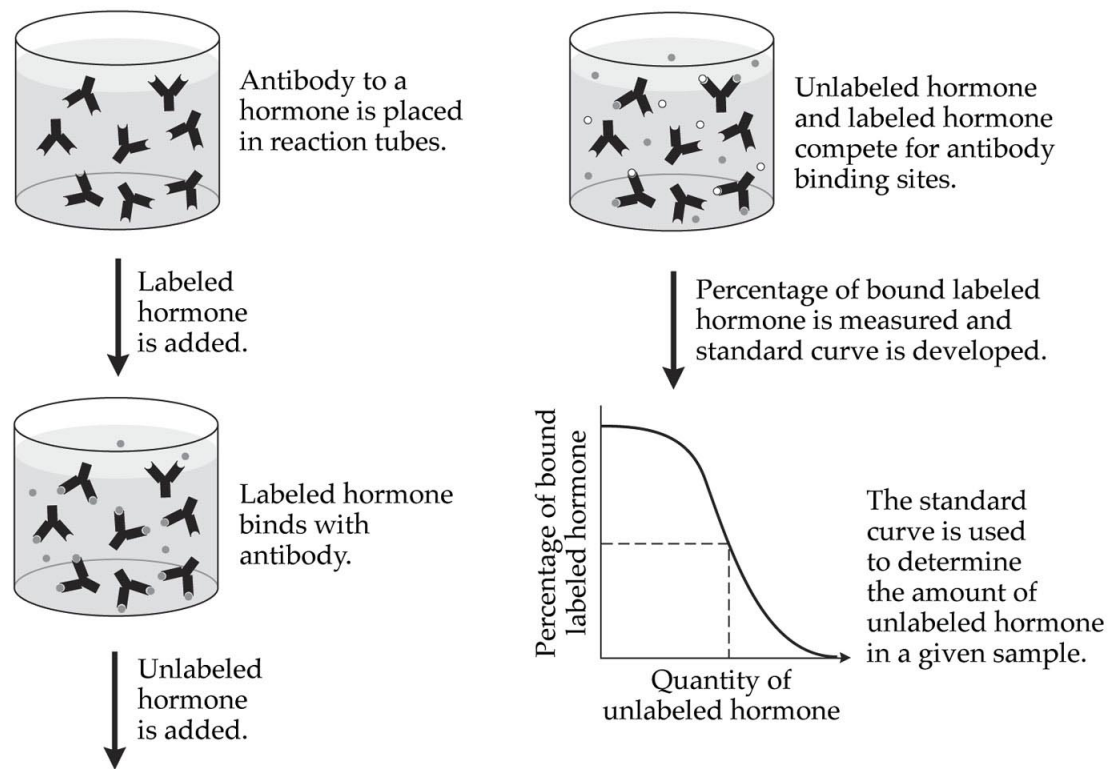 Antibody to a
hormone is placed
in reaction tubes.
Labeled
hormone
is added.
Labeled hormone
binds with
antibody.
Unlabeled
hormone
is added.
Unlabeled hormone
and labeled hormone
compete for antibody
binding sites.
Percentage of bound labeled
hormone is measured and
standard curve is developed.
Percentage of bound
labeled hormone
Quantity of
unlabeled hormone
The standard
curve is used
to determine
the amount of
unlabeled hormone
in a given sample.